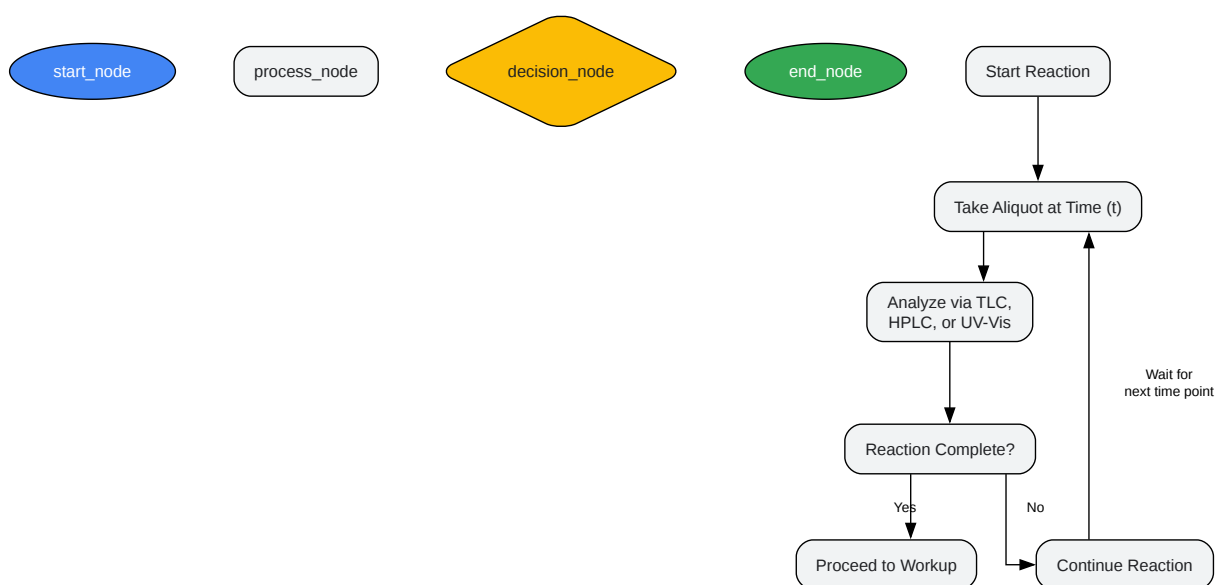 start_node
process_node
decision_node
end_node
Start Reaction
Take Aliquot at Time (t)
Analyze via TLC,
HPLC, or UV-Vis
Wait for
next time point
Reaction Complete?
Yes
No
Proceed to Workup
Continue Reaction